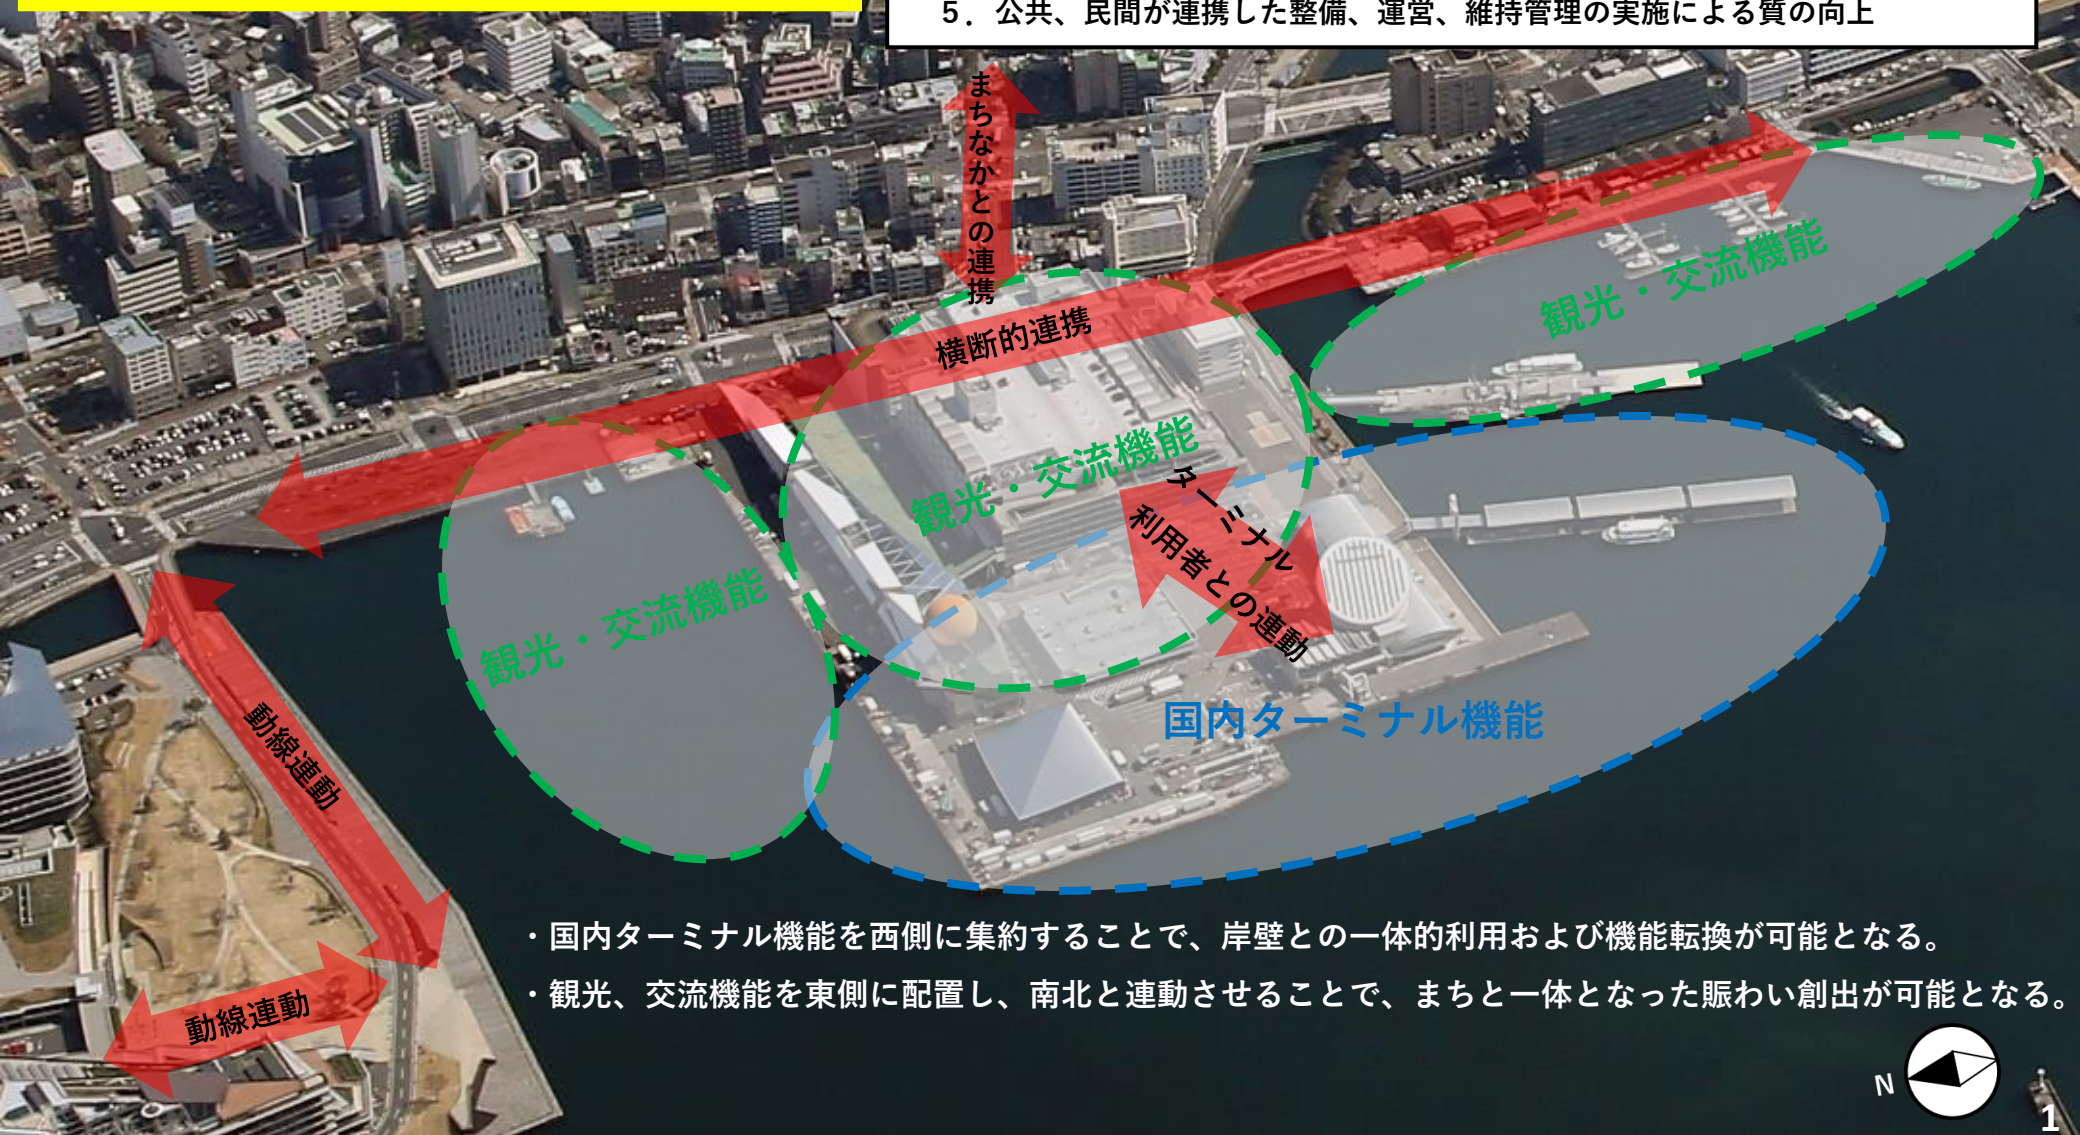 ５．公共、民間が連携した整備、運営、維持管理の実施による質の向上
まちなかとの連携
横断的連携
観光・交流機能
観光・交流機能
ターミナル
利用者との連動
観光・交流機能
国内ターミナル機能
動線連動
動線連動
・国内ターミナル機能を西側に集約することで、岸壁との一体的利用および機能転換が可能となる。
・観光、交流機能を東側に配置し、南北と連動させることで、まちと一体となった賑わい創出が可能となる。
N
1